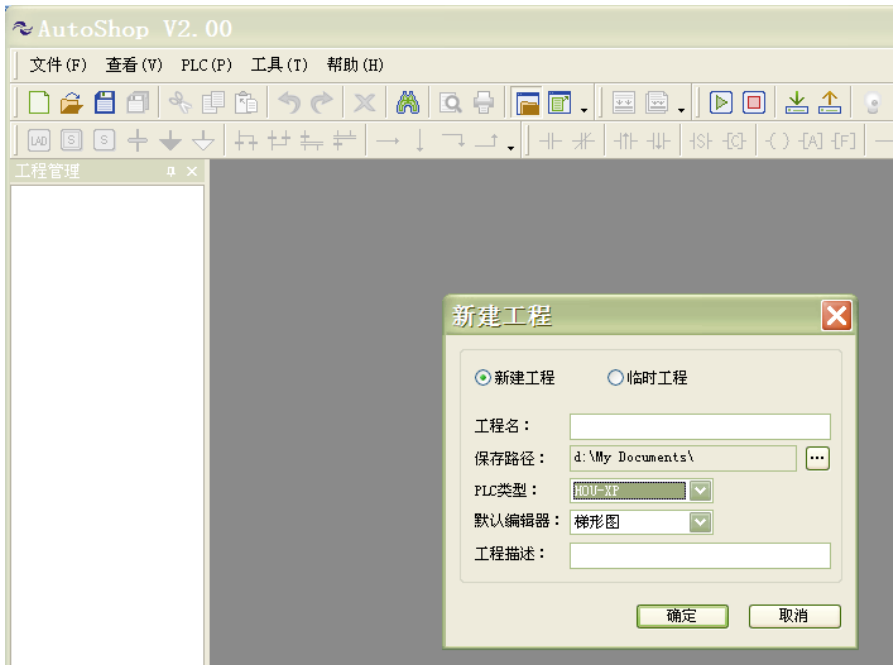 AutoShop V2.00
文件(F) 查看(V) PLC(P) 工具(T) 帮助(H)
LAD S S S C ( ) A F
工程管理
新建工程
新建工程 临时工程
工程名：
保存路径： d:\My Documents\ ...
PLC类型： HOU-XP
默认编辑器： 梯形图
工程描述：
确定 取消